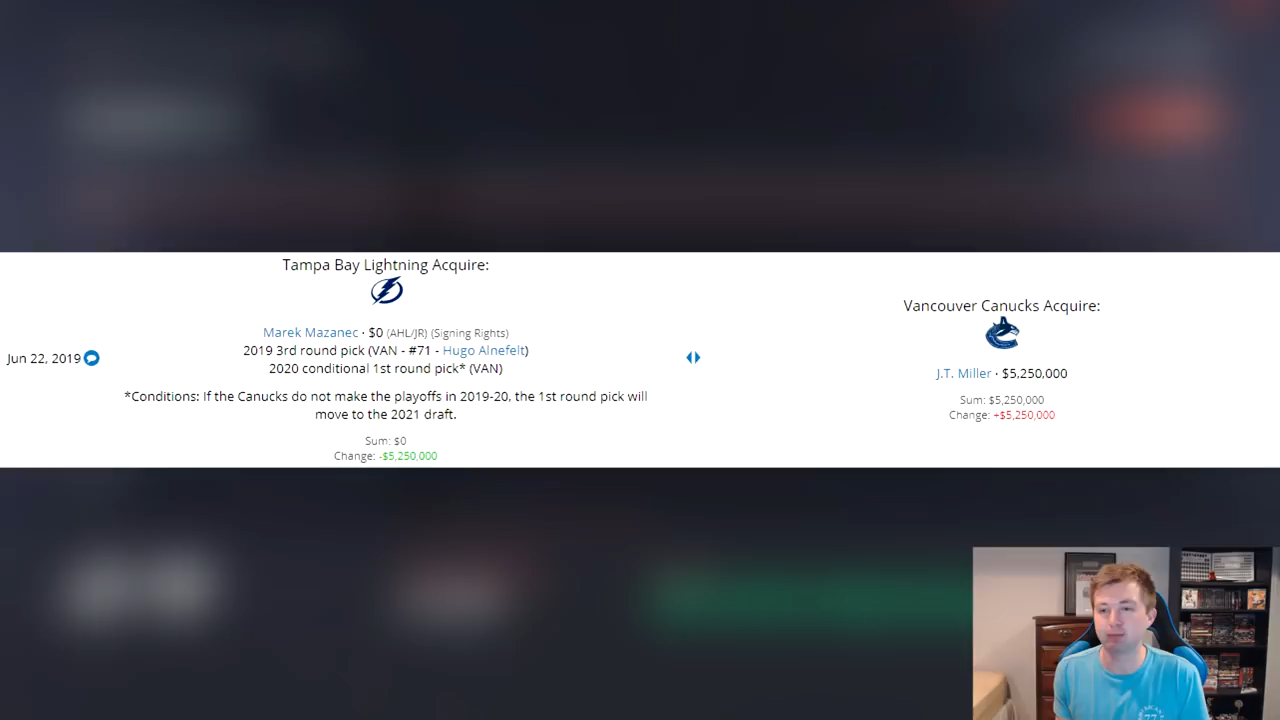 Tampa Bay Lightning Acquire:
Marek Mazanec · $0 (AHL/JR) (Signing Rights)
2019 3rd round pick (VAN - #71 - Hugo Alnefelt)
2020 conditional 1st round pick* (VAN)
*Conditions: If the Canucks do not make the playoffs in 2019-20, the 1st round pick will
move to the 2021 draft.
Sum: $0
Change: -$5,250,000
Jun 22, 2019
Vancouver Canucks Acquire:
J.T. Miller · $5,250,000
Sum: $5,250,000
Change: +$5,250,000